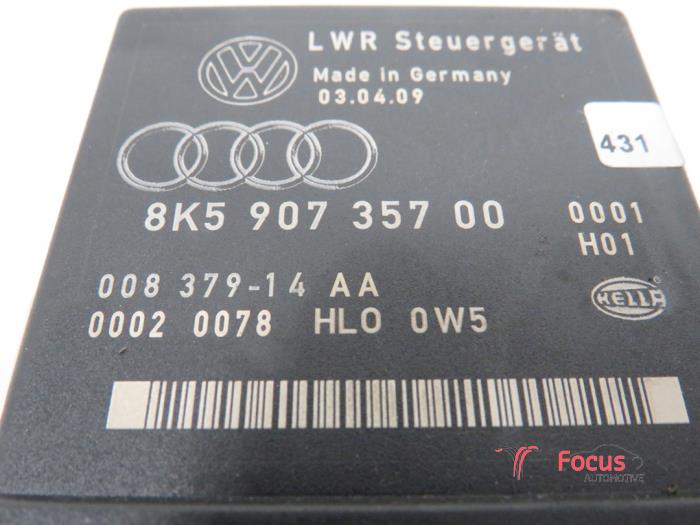 LWR Steuergerät
Made in Germany
03.04.09
431
8K5 907 357 00 0001
H01
008 379-14 AA
HELLA
0002 0078 HL0 0W5
Focus
AUTOMOTIVE